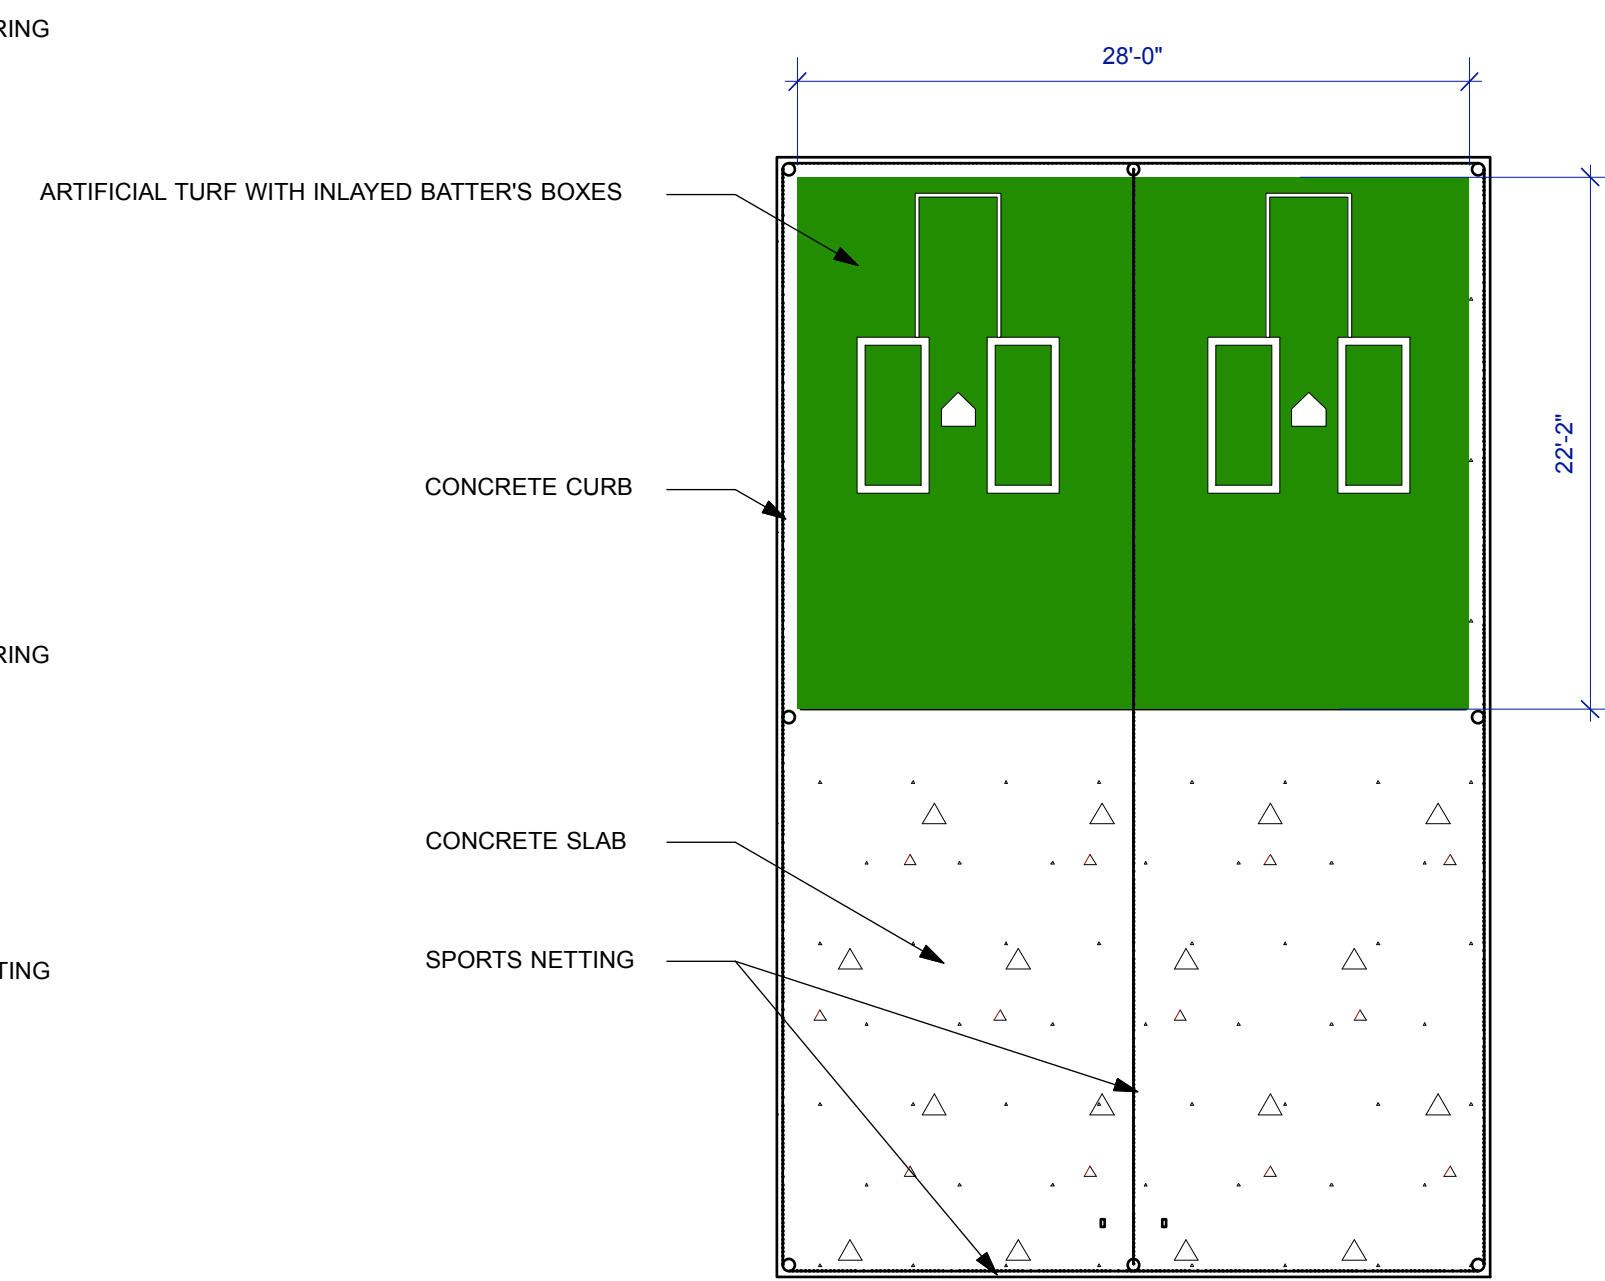 RING
28'-0"
ARTIFICIAL TURF WITH INLAYED BATTER'S BOXES
22'-2"
CONCRETE CURB
RING
CONCRETE SLAB
SPORTS NETTING
TING